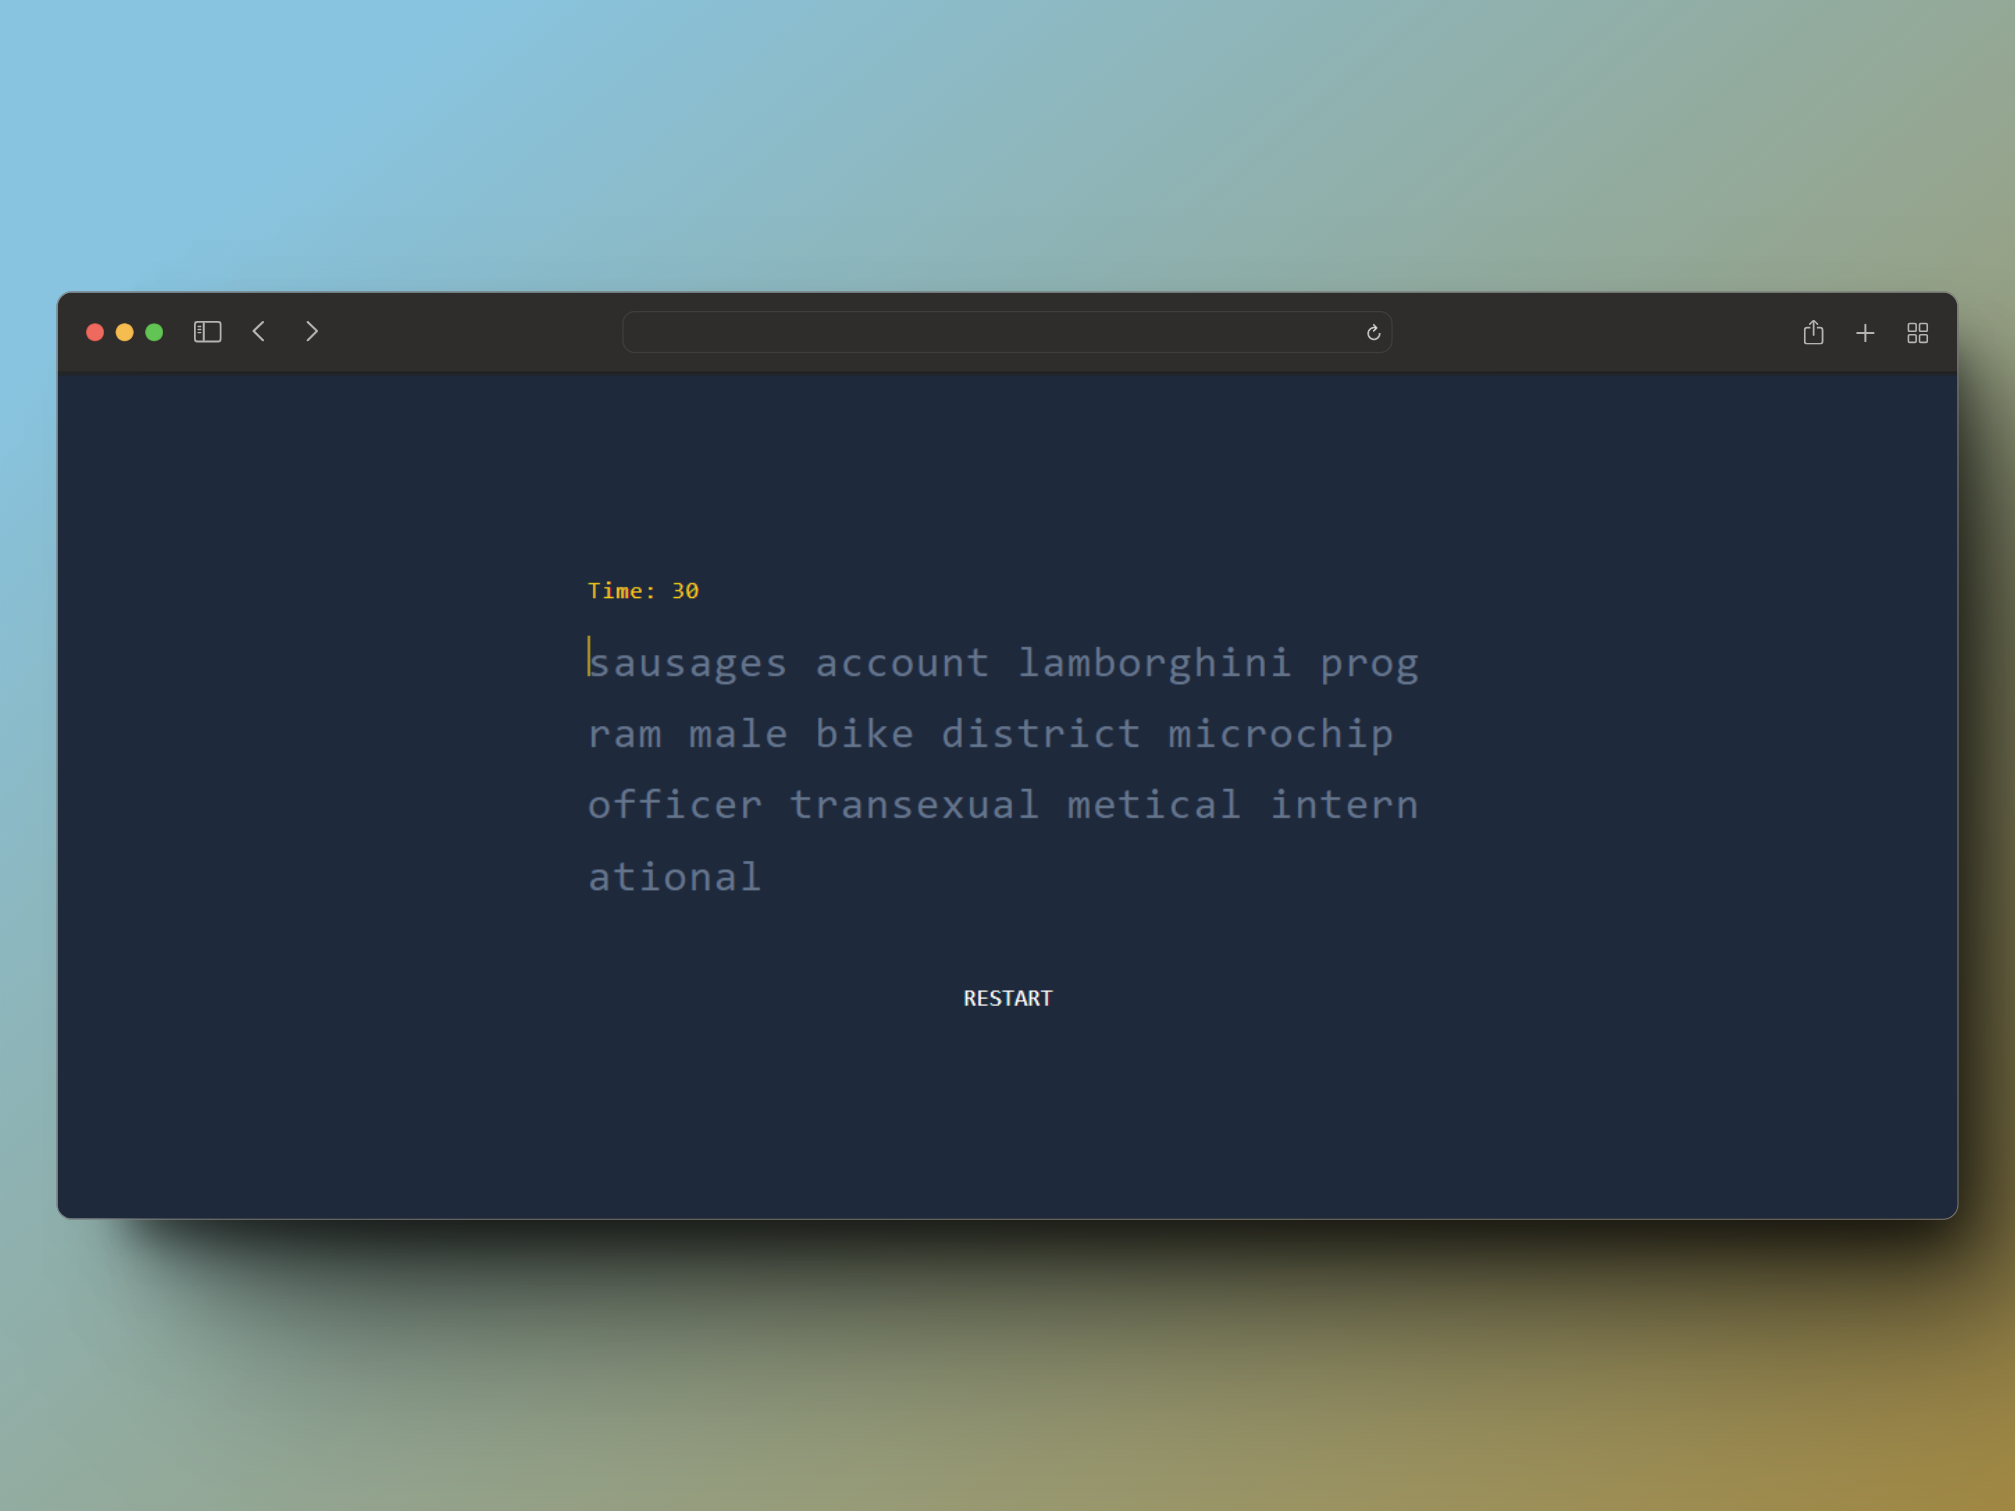 Time: 30
sausages account lamborghini prog
ram male bike district microchip
officer transexual metical intern
ational
RESTART